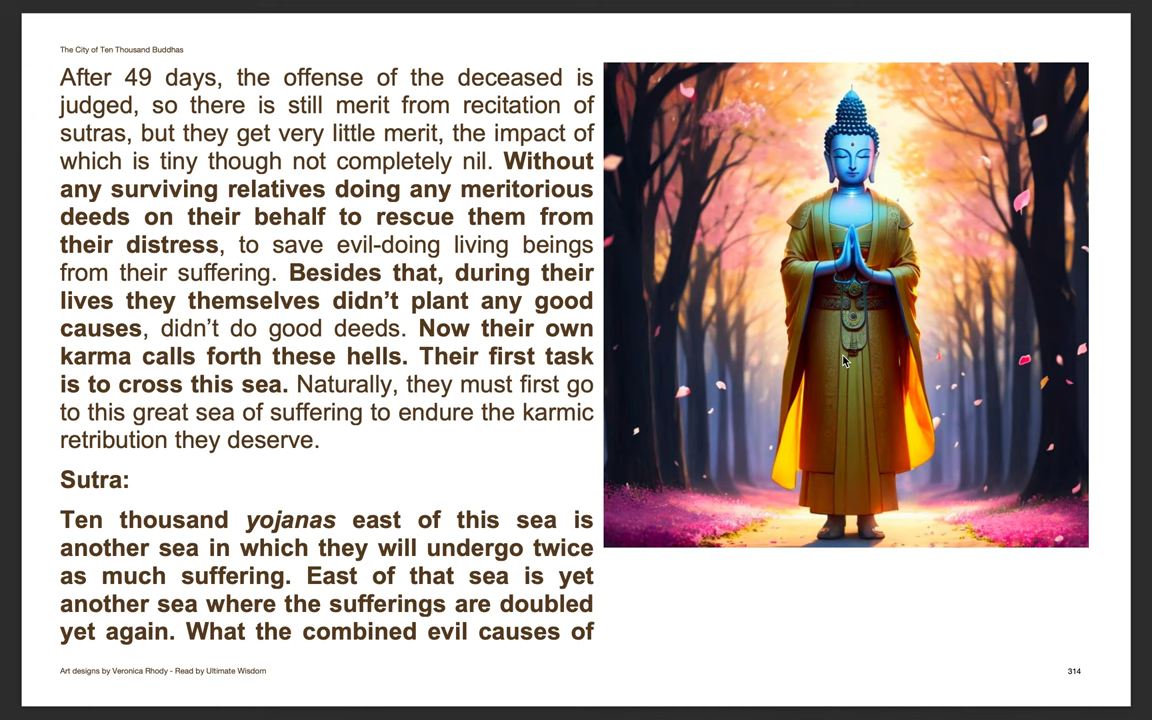 The City of Ten Thousand Buddhas
After 49 days, the offense of the deceased is
judged, so there is still merit from recitation of
sutras, but they get very little merit, the impact of
which is tiny though not completely nil. Without
any surviving relatives doing any meritorious
deeds on their behalf to rescue them from
their distress, to save evil-doing living beings
from their suffering. Besides that, during their
lives they themselves didn’t plant any good
causes, didn’t do good deeds. Now their own
karma calls forth these hells. Their first task
is to cross this sea. Naturally, they must first go
to this great sea of suffering to endure the karmic
retribution they deserve.
Sutra:
Ten thousand yojanas east of this sea is
another sea in which they will undergo twice
as much suffering. East of that sea is yet
another sea where the sufferings are doubled
yet again. What the combined evil causes of
Art designs by Veronica Rhody - Read by Ultimate Wisdom
314